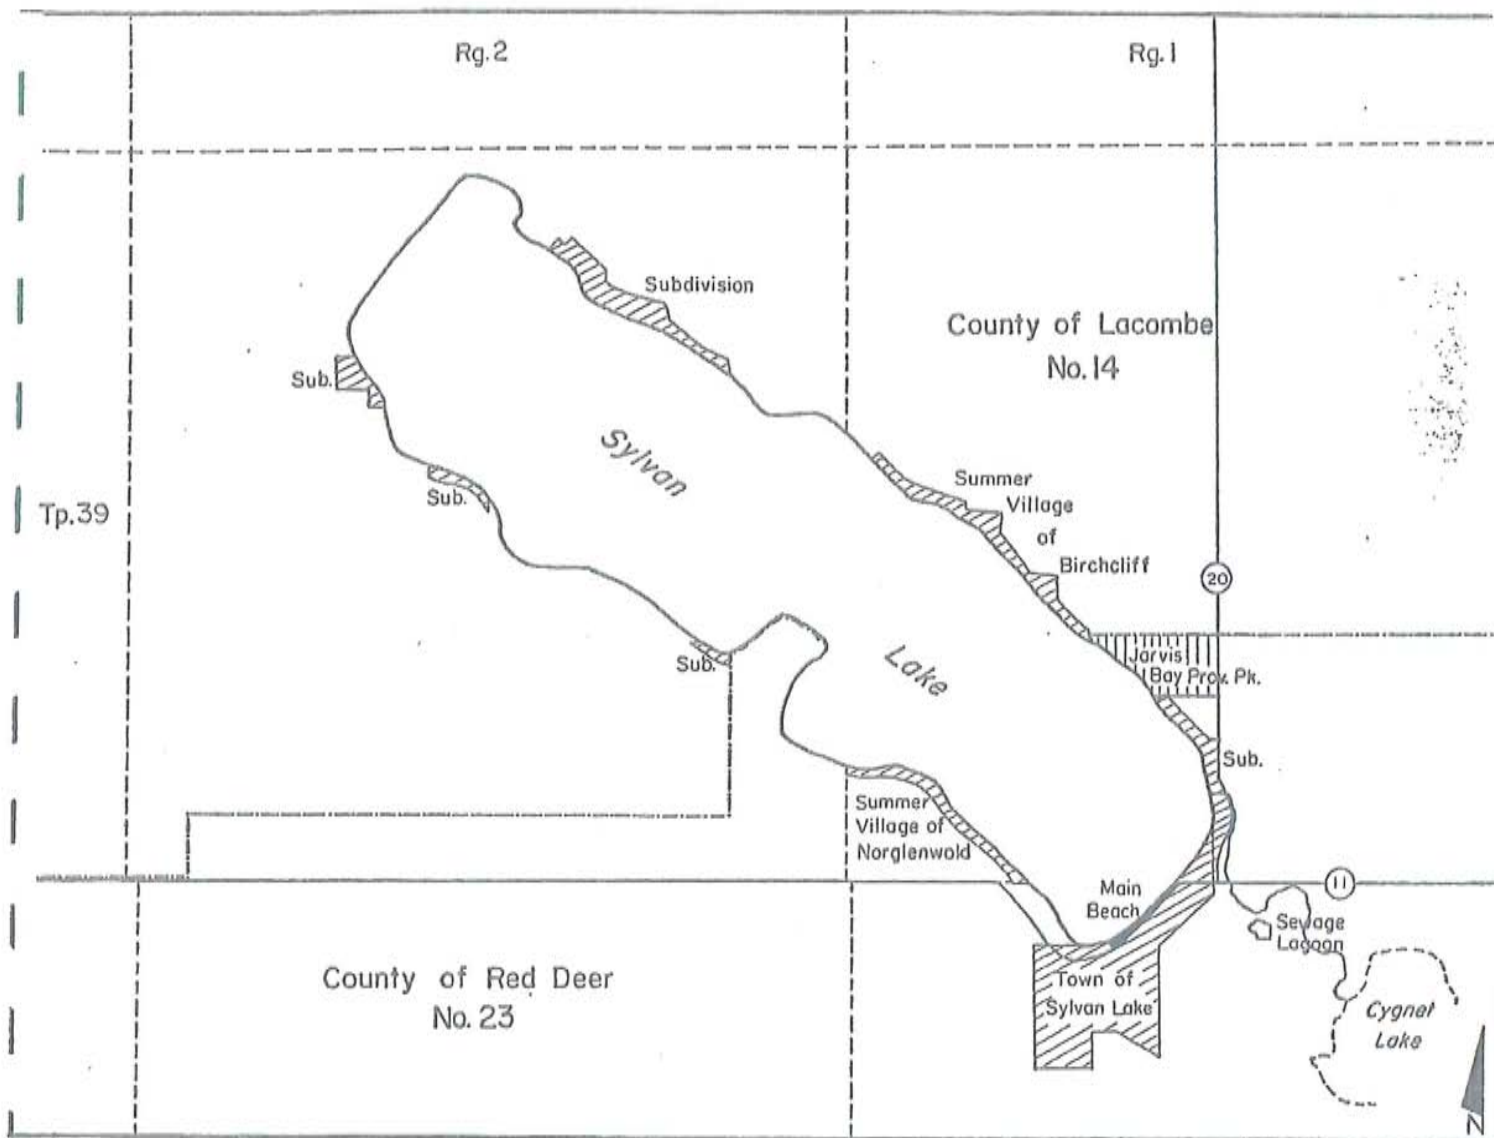 Rg.2
Rg.1
Subdivision
County of Lacombe
No.14
Sub.
Sylvan
Summer
Village
of
Birchcliff
Sub.
Tp.39
20
Jarvis
Bay Prov. Pk.
Sub.
Lake
Sub.
Summer
Village of
Norglenwold
Main
Beach
11
Sewage
Lagoon
County of Red Deer
No. 23
Town of
Sylvan Lake
Cygnet
Lake
N